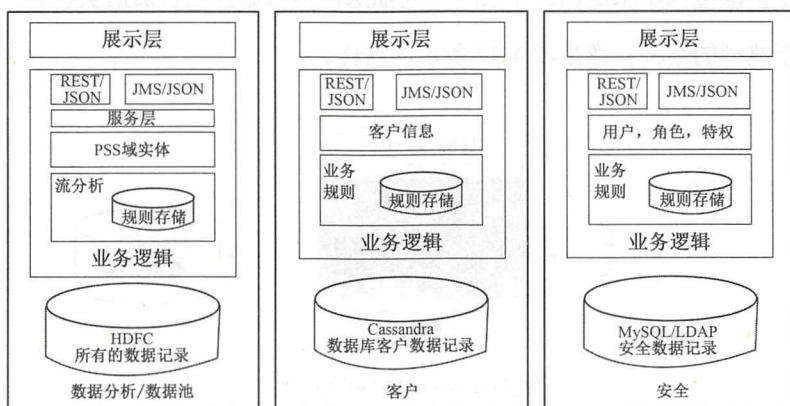 展示层
REST/
JSON
JMS/JSON
服务层
PSS域实体
流分析
规则存储
业务逻辑
HDFC
所有的数据记录
数据分析/数据池
展示层
REST/
JSON
JMS/JSON
客户信息
业务
规则
规则存储
业务逻辑
Cassandra
数据库客户数据记录
客户
展示层
REST/
JSON
JMS/JSON
用户，角色，特权
业务
规则
规则存储
业务逻辑
MySQL/LDAP
安全数据记录
安全